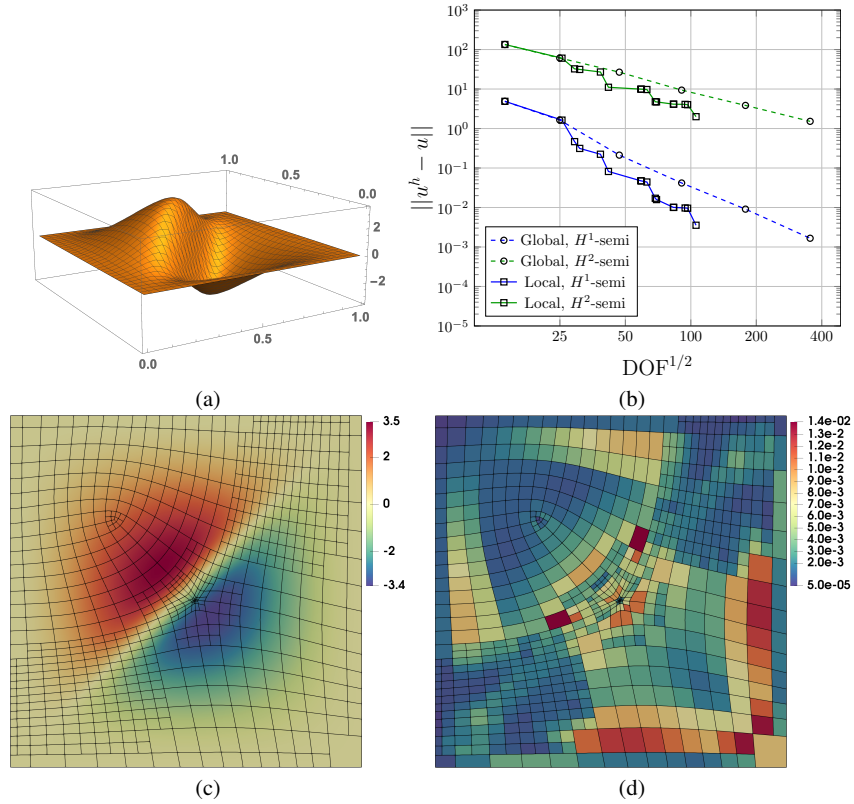 1.0
0.5
0.0
2
0
−2
1.0
0.5
0.0
(a)
10^3
10^2
10^1
10^0
10^−1
10^−2
10^−3
10^−4
10^−5
||u^h − u||
Global, H^1-semi
Global, H^2-semi
Local, H^1-semi
Local, H^2-semi
25 50 100 200 400
DOF^1/2
(b)
3.5
2
0
-2
-3.4
(c)
1.4e-02
1.3e-2
1.2e-2
1.1e-2
1.0e-2
9.0e-3
8.0e-3
7.0e-3
6.0e-3
5.0e-3
4.0e-3
3.0e-3
2.0e-3
5.0e-05
(d)